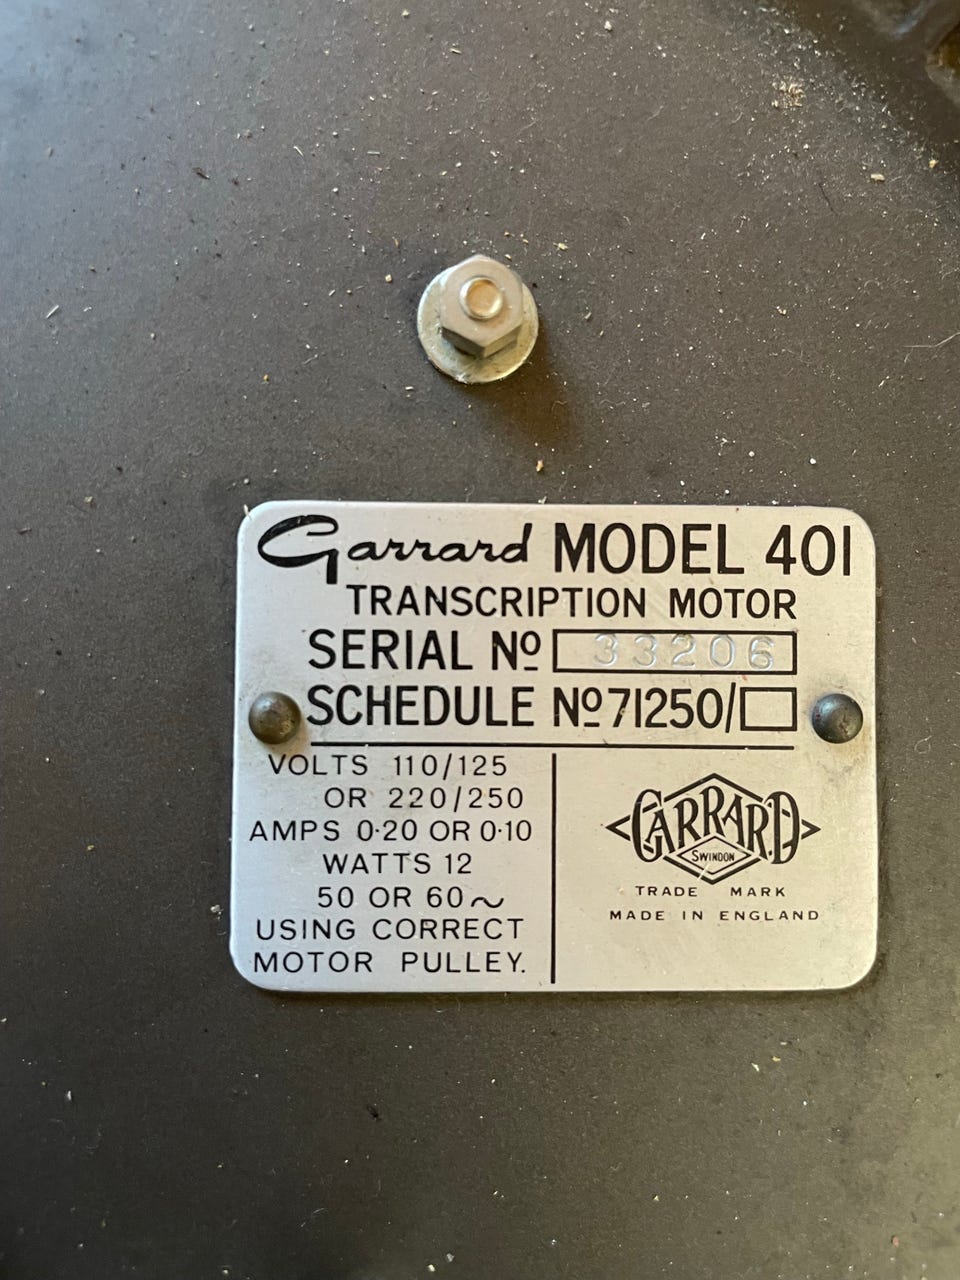 Garrard MODEL 401
TRANSCRIPTION MOTOR
SERIAL Nº 33206
SCHEDULE Nº 71250/
VOLTS 110/125
OR 220/250
AMPS 0·20 OR 0·10
WATTS 12
50 OR 60~
USING CORRECT
MOTOR PULLEY.
GARRARD
SWINDON
TRADE MARK
MADE IN ENGLAND